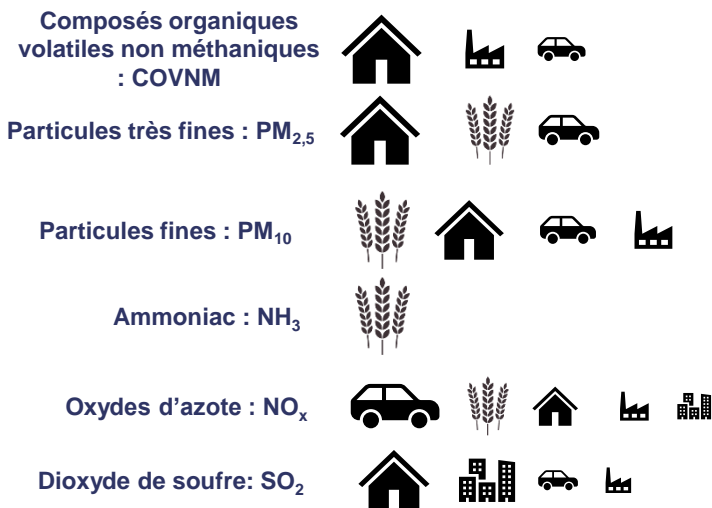 Composés organiques
volatiles non méthaniques
: COVNM
Particules très fines : PM₂,₅
Particules fines : PM₁₀
Ammoniac : NH₃
Oxydes d'azote : NOₓ
Dioxyde de soufre: SO₂